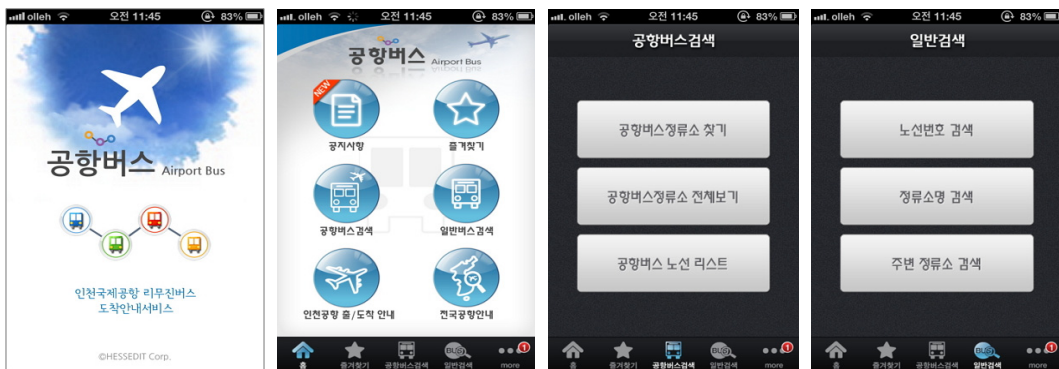 olleh 오전 11:45 83%
공항버스 Airport Bus
인천국제공항 리무진버스
도착안내서비스
©HESSEDIT Corp.
olleh 오전 11:45 83%
공항버스 Airport Bus
NEW
공지사항 즐겨찾기
공항버스검색 일반버스검색
인천공항 출/도착 안내 전국공항안내
BUS 1
홈 즐겨찾기 공항버스검색 일반검색 more
olleh 오전 11:45 83%
공항버스검색
공항버스정류소 찾기
공항버스정류소 전체보기
공항버스 노선 리스트
BUS 1
홈 즐겨찾기 공항버스검색 일반검색 more
olleh 오전 11:45 83%
일반검색
노선번호 검색
정류소명 검색
주변 정류소 검색
BUS 1
홈 즐겨찾기 공항버스검색 일반검색 more